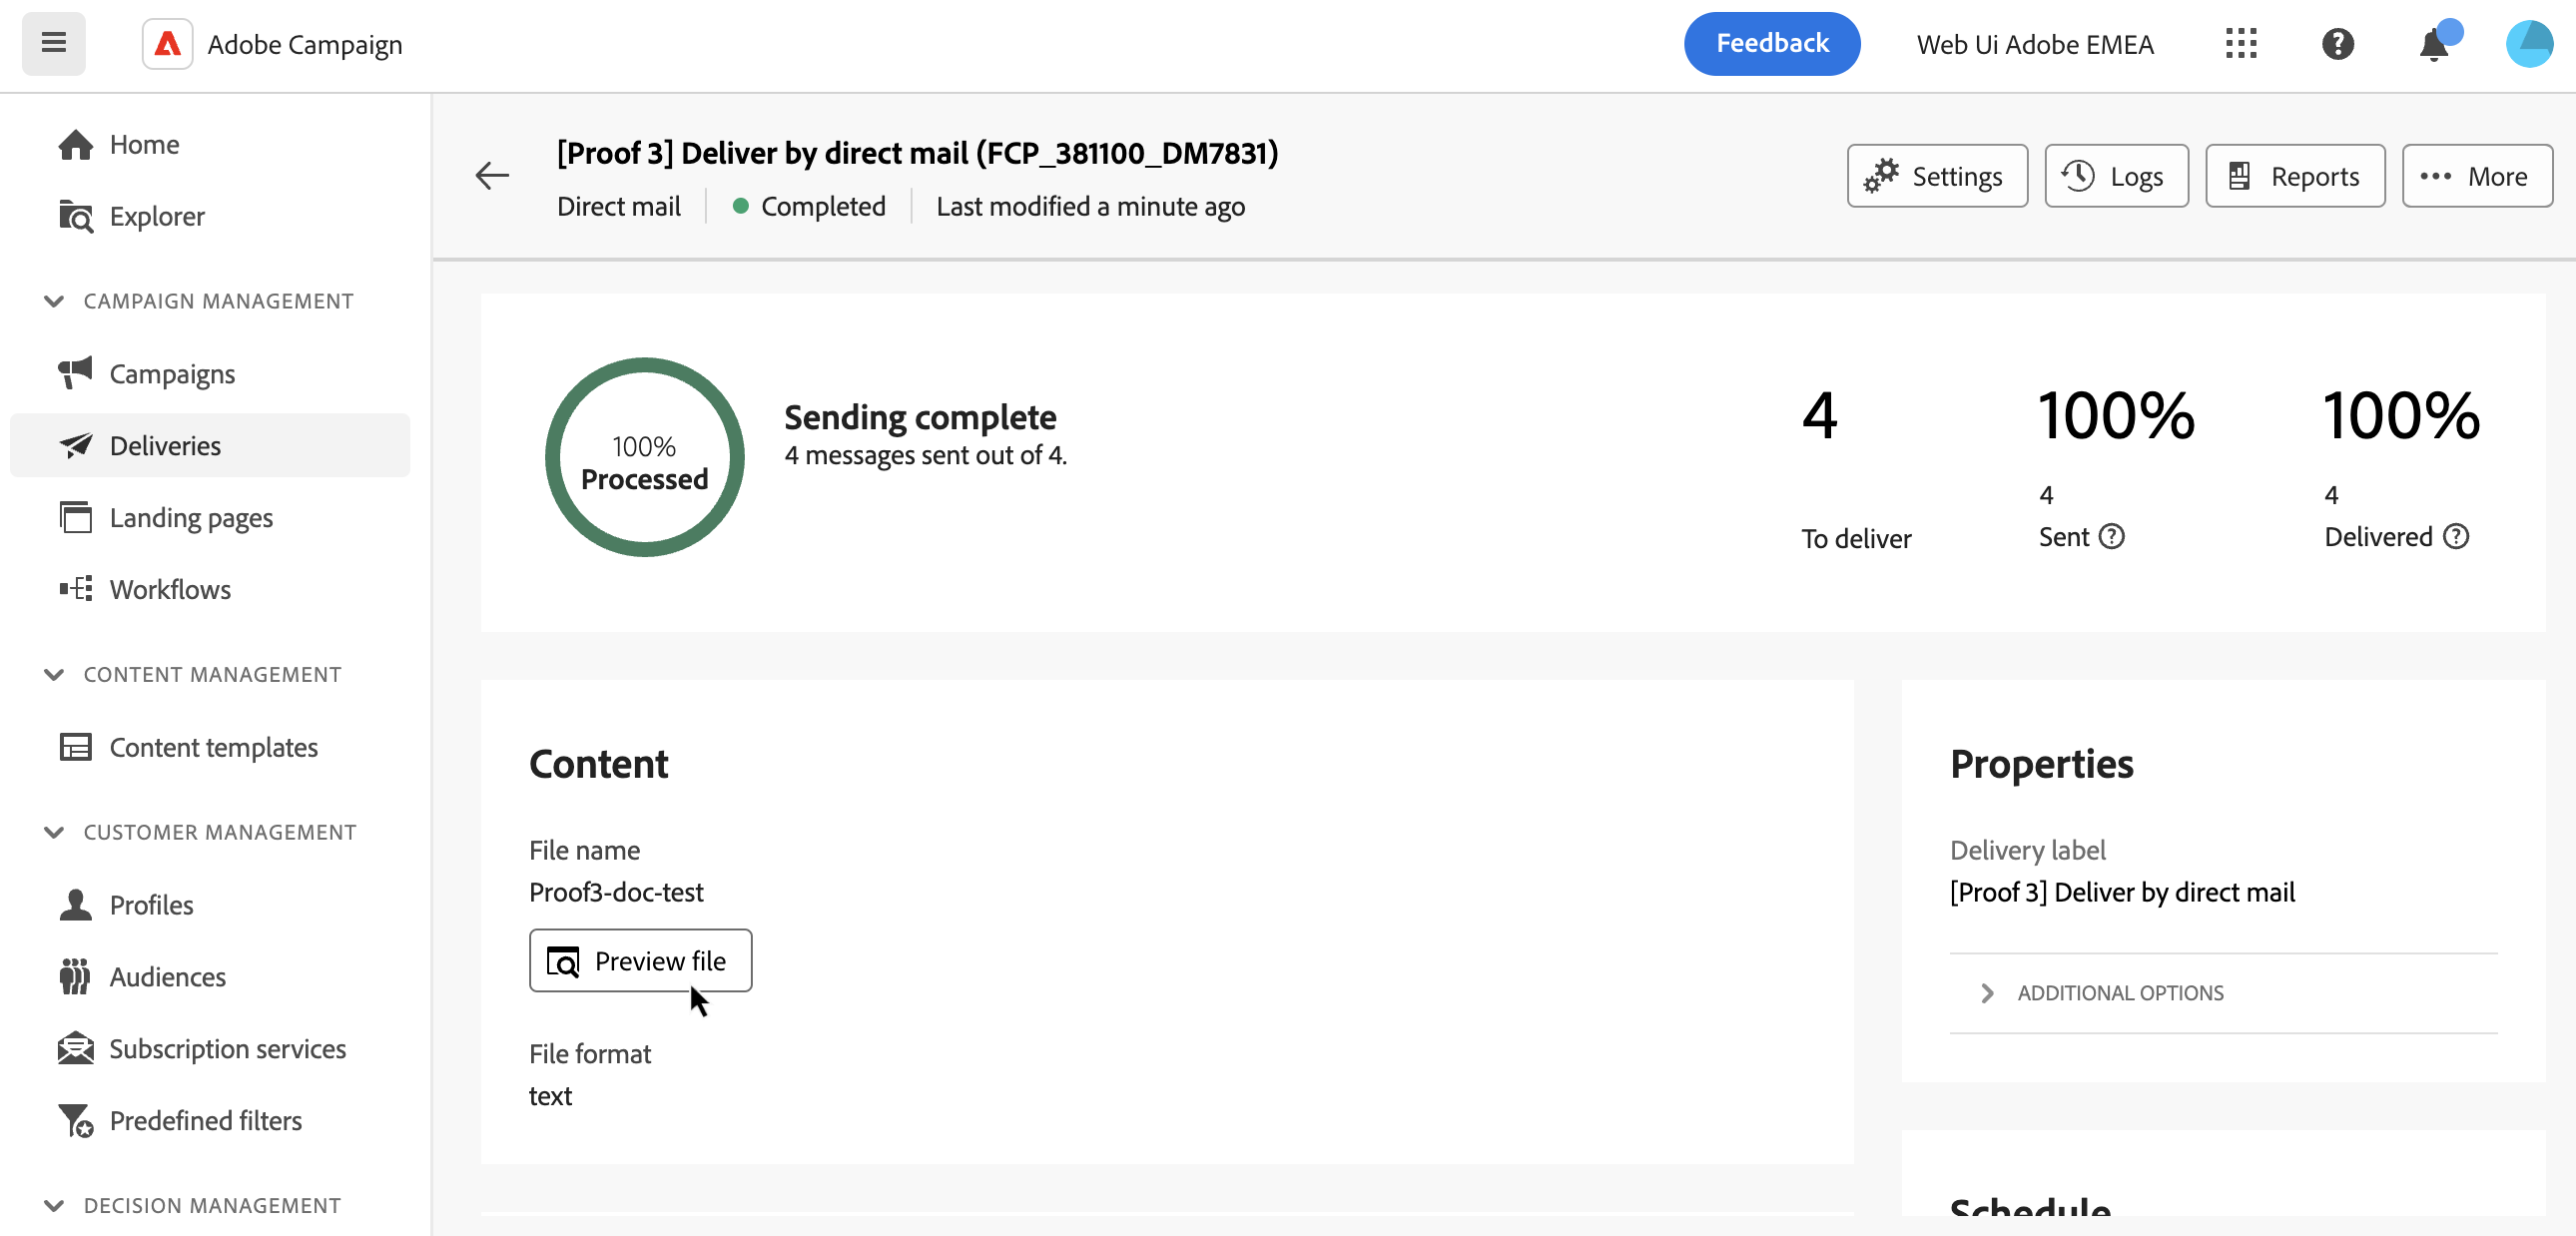 Adobe Campaign
Feedback
Web Ui Adobe EMEA
Home
Explorer
CAMPAIGN MANAGEMENT
Campaigns
Deliveries
Landing pages
Workflows
CONTENT MANAGEMENT
Content templates
CUSTOMER MANAGEMENT
Profiles
Audiences
Subscription services
Predefined filters
DECISION MANAGEMENT
[Proof 3] Deliver by direct mail (FCP_381100_DM7831)
Direct mail
Completed
Last modified a minute ago
Settings
Logs
Reports
More
100%
Processed
Sending complete
4 messages sent out of 4.
4
To deliver
100%
4
Sent
100%
4
Delivered
Content
File name
Proof3-doc-test
Preview file
File format
text
Properties
Delivery label
[Proof 3] Deliver by direct mail
ADDITIONAL OPTIONS
Schedule